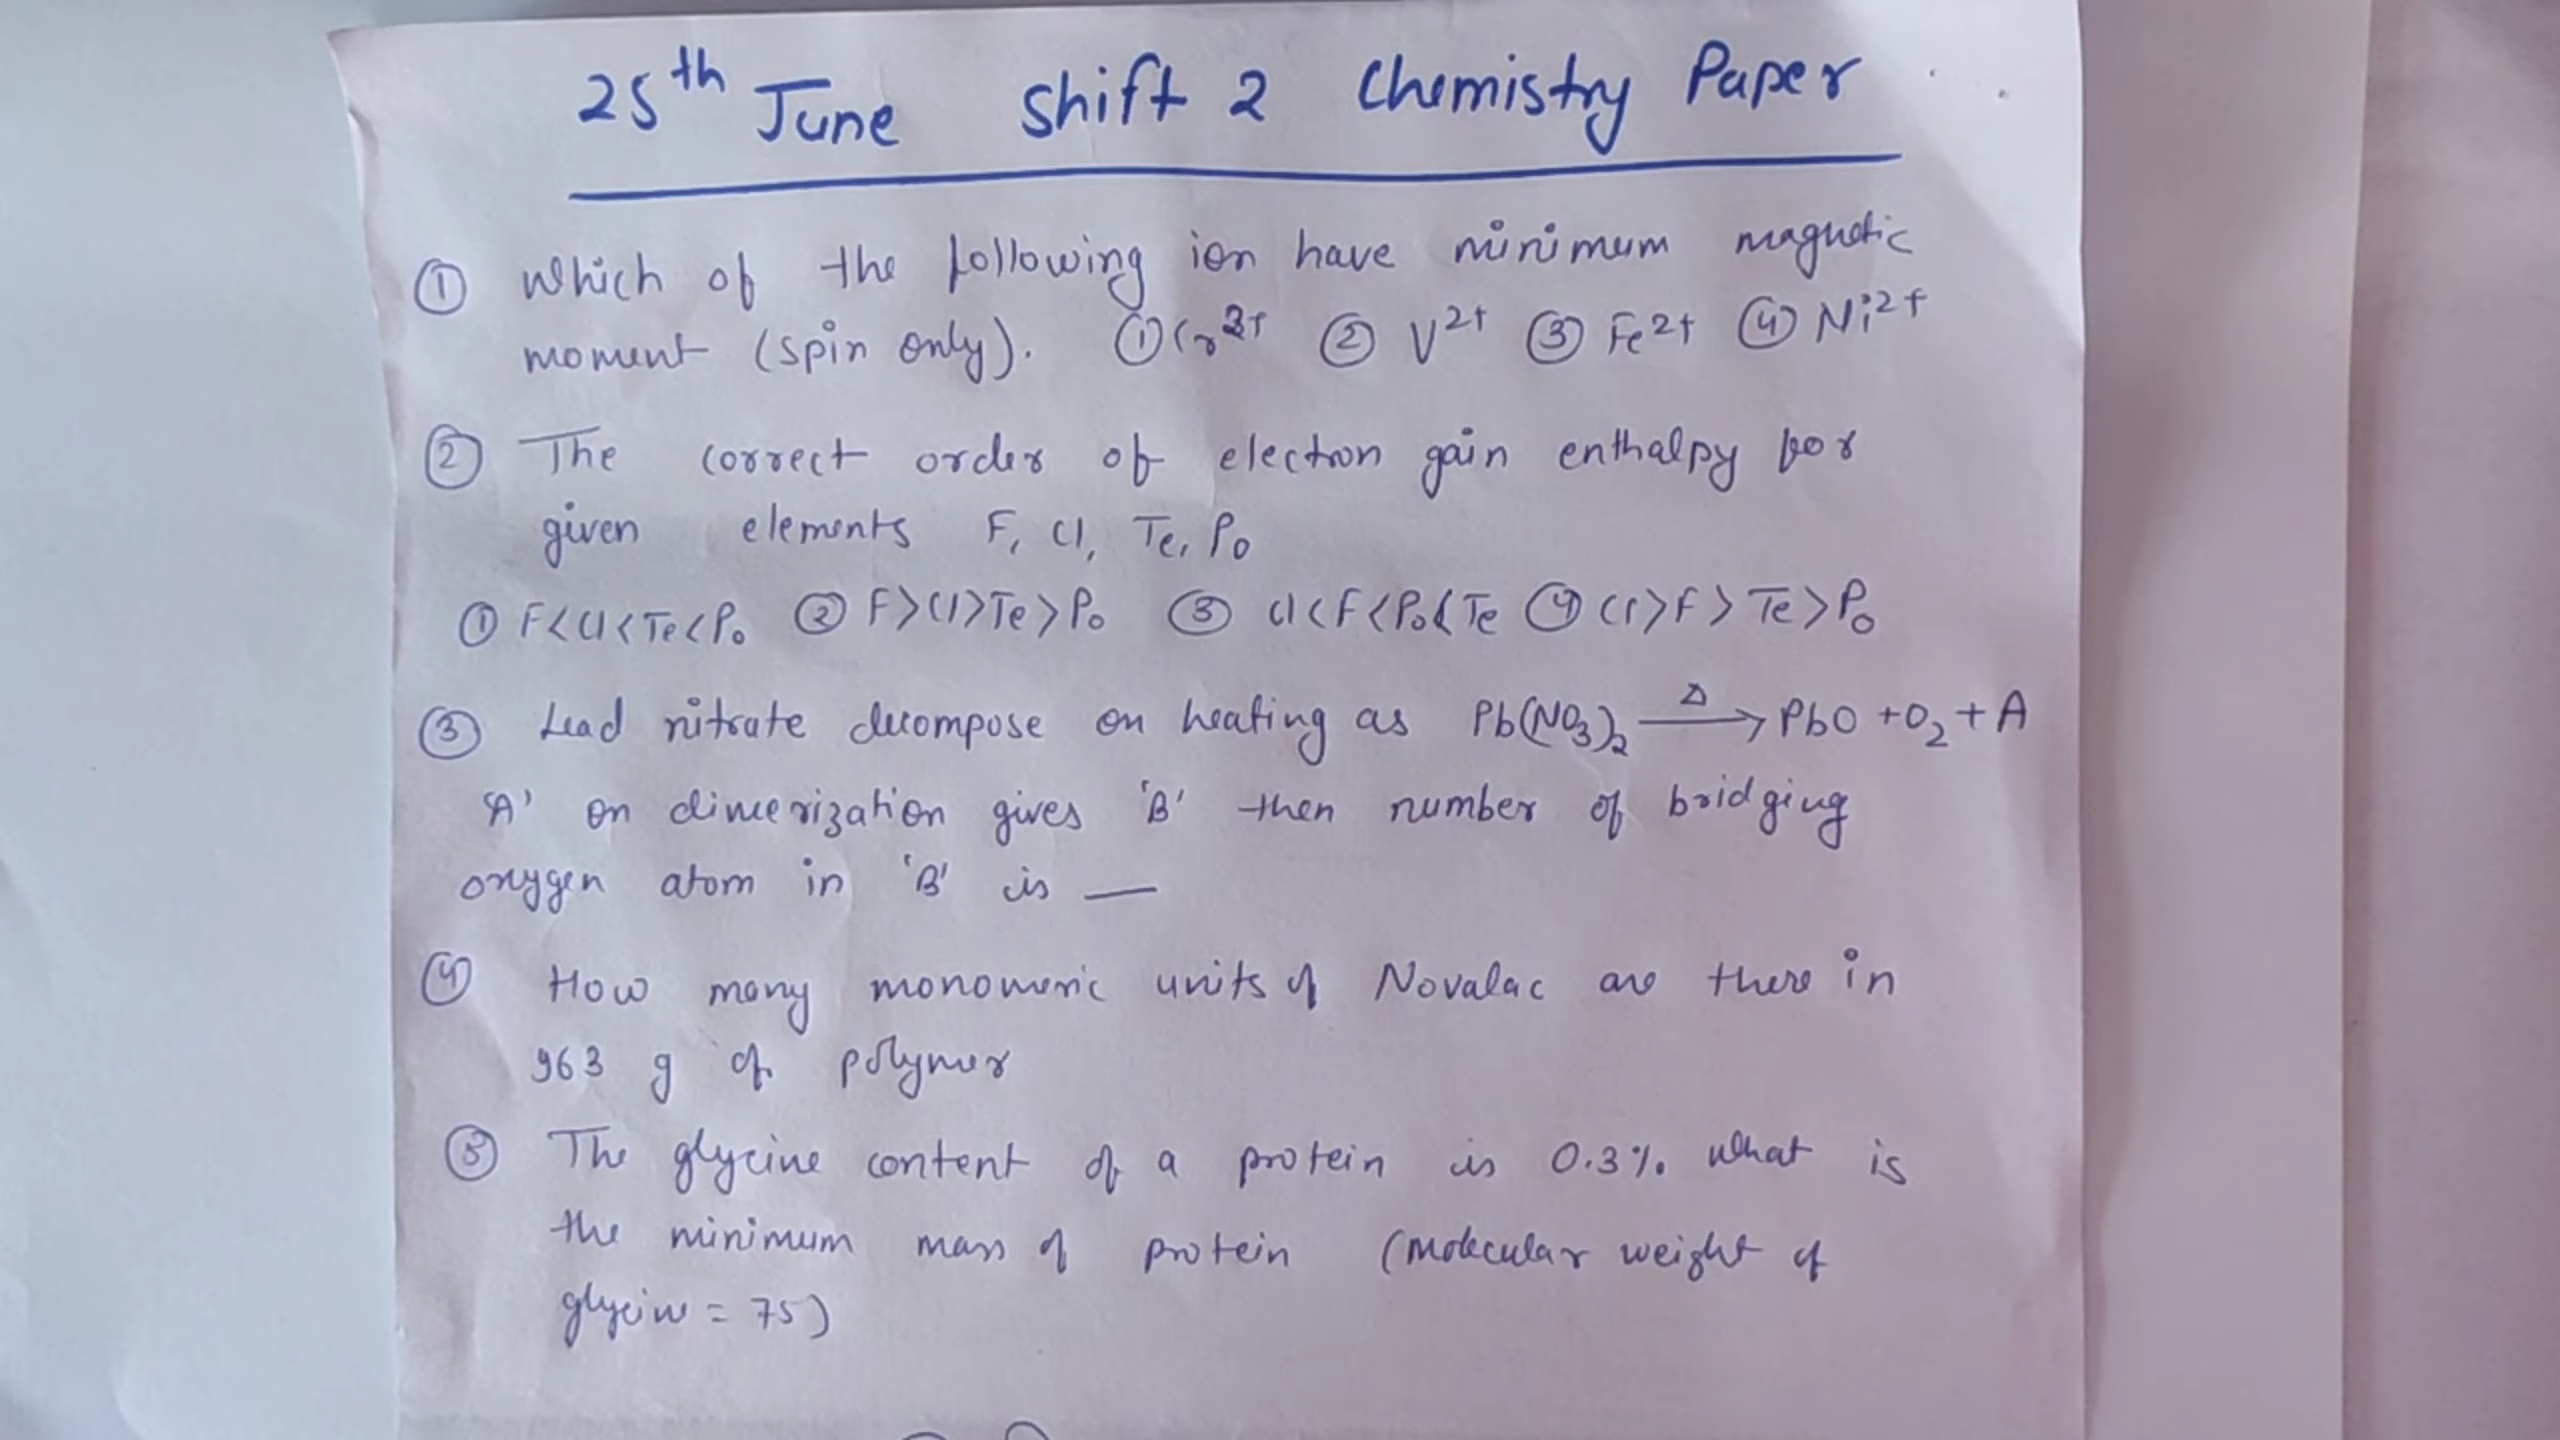 25th June Shift 2 Chemistry Paper
① Which of the following ion have minimum magnetic
moment (spin only). ① Cr³⁺ ② V²⁺ ③ Fe²⁺ ④ Ni²⁺
② The correct order of electron gain enthalpy for
given elements F, Cl, Te, Po
① F<Cl<Te<Po ② F>Cl>Te>Po ③ Cl<F<Po<Te ④ Cl>F>Te>Po
③ Lead nitrate decompose on heating as Pb(NO₃)₂ —Δ→ PbO + O₂ + A
'A' on dimerization gives 'B' then number of bridging
oxygen atom in 'B' is —
④ How many monomeric units of Novalac are there in
963 g of polymer
⑤ The glycine content of a protein is 0.3% what is
the minimum mass of protein (molecular weight of
glycine = 75)